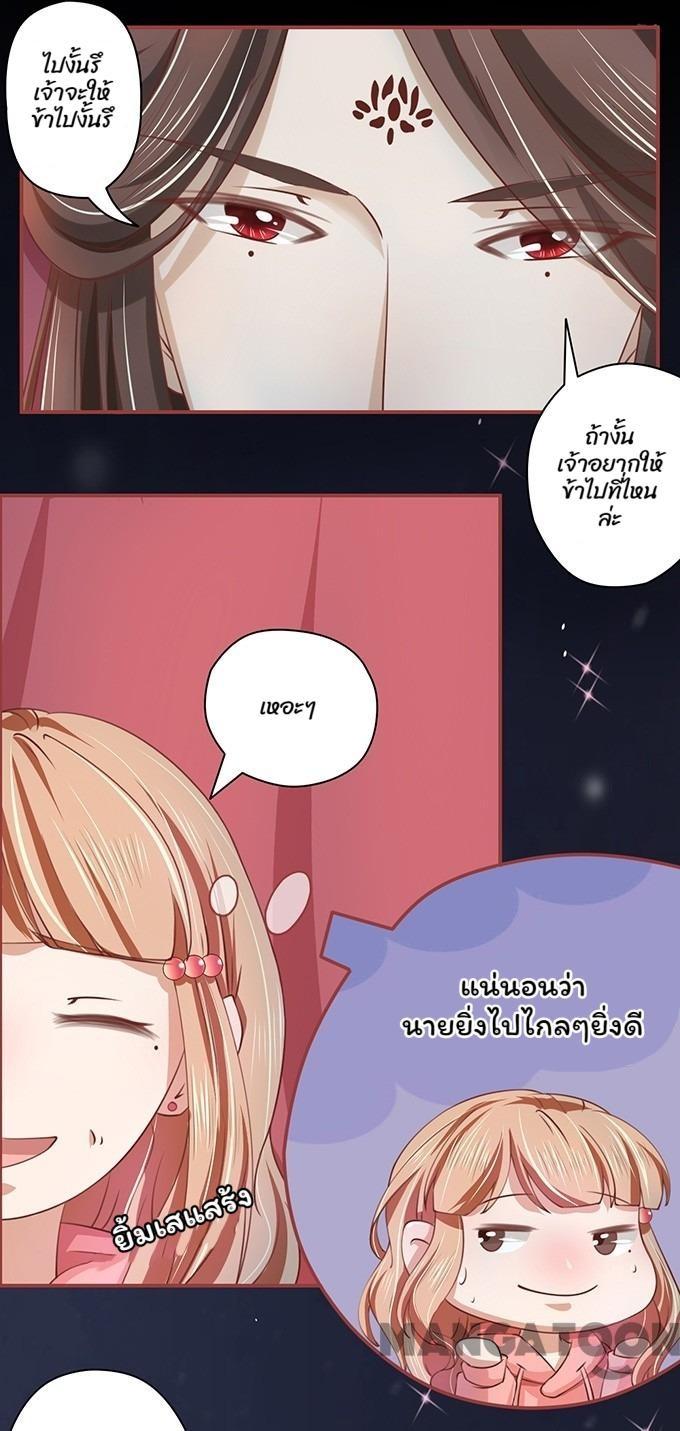 ไปงั้นรึ
เจ้าจะให้
ข้าไปงั้นรึ
ถ้างั้น
เจ้าอยากให้
ข้าไปที่ไหน
ล่ะ
เหอะๆ
แน่นอนว่า
นายยิ่งไปไกลๆยิ่งดี
ยิ้มเสแสร้ง
MANGATOON